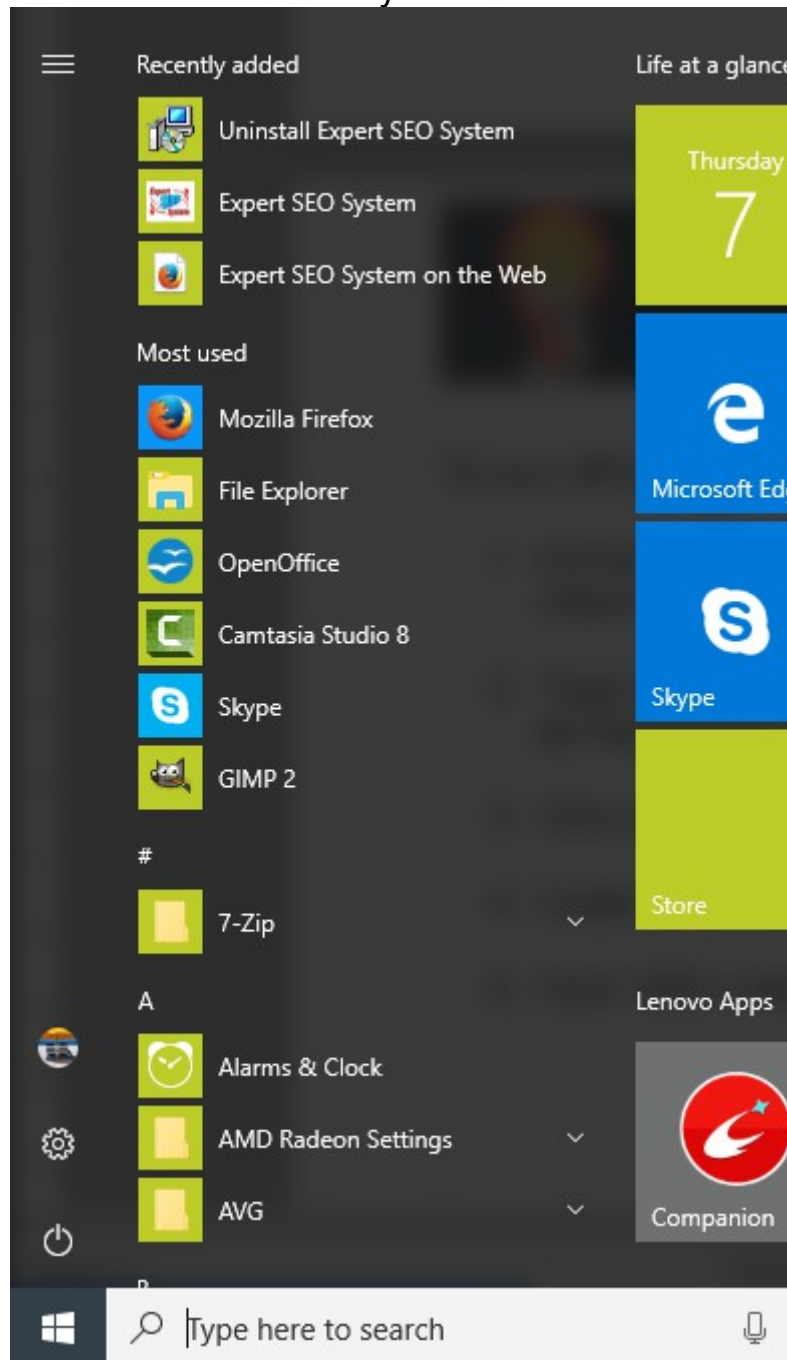 Recently added
Uninstall Expert SEO System
Expert SEO System
Expert SEO System on the Web
Most used
Mozilla Firefox
File Explorer
OpenOffice
Camtasia Studio 8
Skype
GIMP 2
#
7-Zip
A
Alarms & Clock
AMD Radeon Settings
AVG
Life at a glance
Thursday
7
Microsoft Ed
Skype
Store
Lenovo Apps
Companion
Type here to search